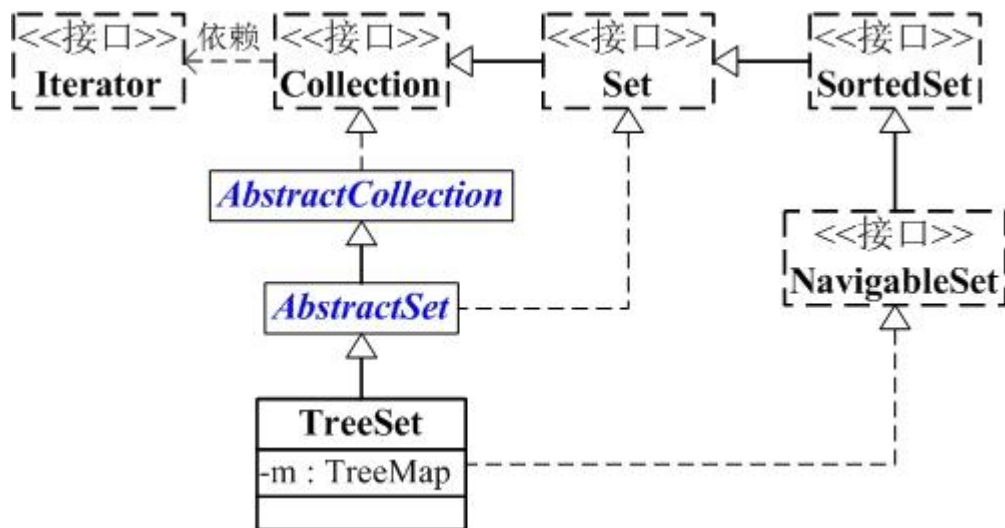 <<接口>>
Iterator
依赖
<<接口>>
Collection
<<接口>>
Set
<<接口>>
SortedSet
AbstractCollection
<<接口>>
NavigableSet
AbstractSet
TreeSet
-m : TreeMap